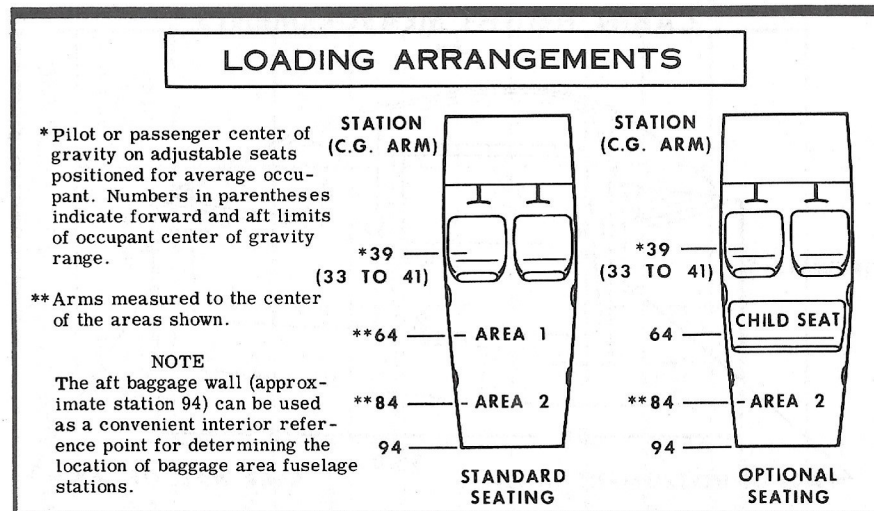 LOADING ARRANGEMENTS
*Pilot or passenger center of
gravity on adjustable seats
positioned for average occu-
pant. Numbers in parentheses
indicate forward and aft limits
of occupant center of gravity
range.
**Arms measured to the center
of the areas shown.
NOTE
The aft baggage wall (approx-
imate station 94) can be used
as a convenient interior refer-
ence point for determining the
location of baggage area fuselage
stations.
STATION
(C.G. ARM)
*39
(33 TO 41)
**64
AREA 1
**84
AREA 2
94
STANDARD
SEATING
STATION
(C.G. ARM)
*39
(33 TO 41)
64
CHILD SEAT
**84
AREA 2
94
OPTIONAL
SEATING